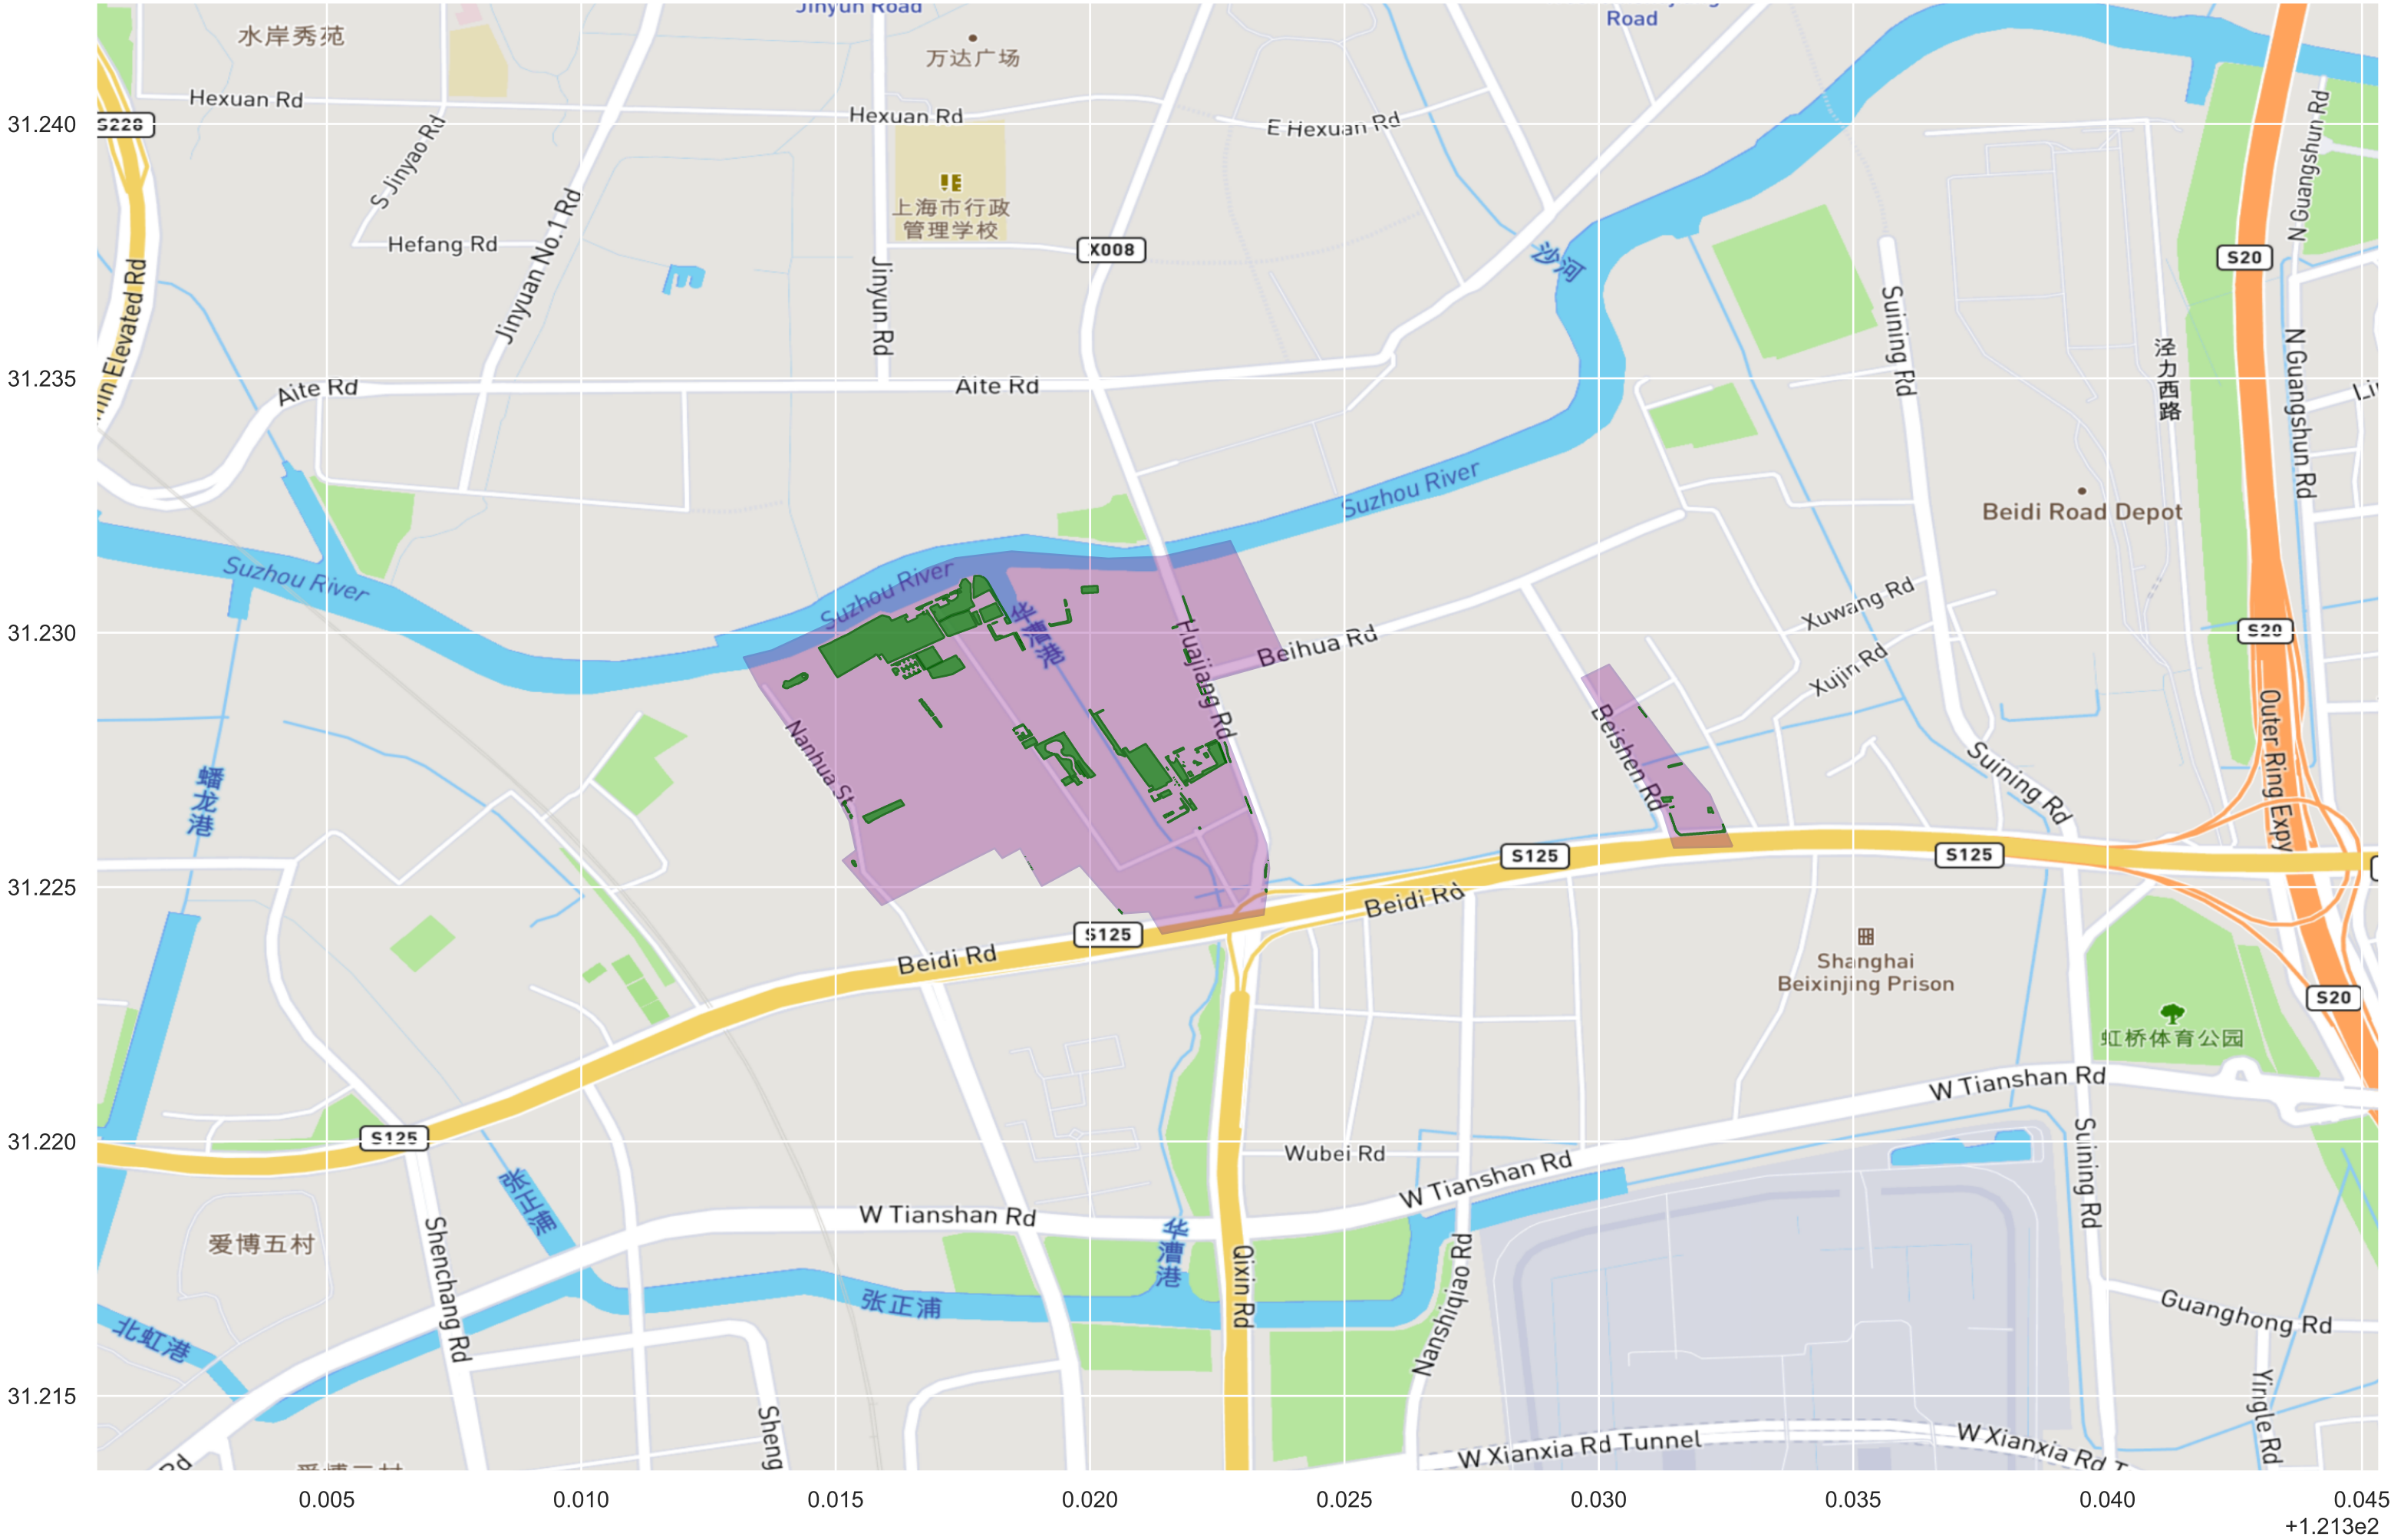 Jinyun Road
Road
水岸秀苑
万达广场
Hexuan Rd
S228
Hexuan Rd
E Hexuan Rd
31.240
S Jinyao Rd
N Guangshun Rd
上海市行政
管理学校
Hefang Rd
Jinyuan No.1 Rd
X008
S20
沙河
Jinyun Rd
Suining Rd
min Elevated Rd
泾力西路
N Guangshun Rd
31.235
Aite Rd
Aite Rd
Suzhou River
Beidi Road Depot
Suzhou River
Suzhou River
Xuwang Rd
31.230
S20
Beihua Rd
Huajiang Rd
Xujin Rd
Nanhua St
Beishen Rd
Outer Ring Expy
Suining Rd
蟠龙港
31.225
S125
S125
Beidi Rd
S125
Beidi Rd
Shanghai
Beixinjing Prison
S20
虹桥体育公园
W Tianshan Rd
31.220
S125
Wubei Rd
W Tianshan Rd
Suining Rd
张正浦
W Tianshan Rd
爱博五村
华漕港
Shenchang Rd
Qixin Rd
Nanshiqiao Rd
张正浦
Guanghong Rd
北虹港
31.215
Sheng
Yingle Rd
W Xianxia Rd Tunnel
W Xianxia Rd T
Rd
0.005 0.010 0.015 0.020 0.025 0.030 0.035 0.040 0.045
+1.213e2